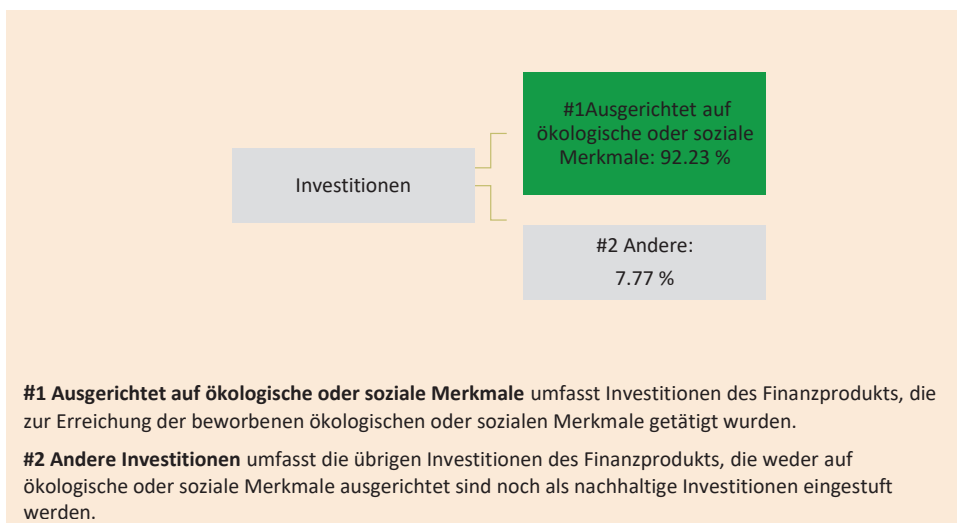 #1Ausgerichtet auf
ökologische oder soziale
Merkmale: 92.23 %
Investitionen
#2 Andere:
7.77 %
#1 Ausgerichtet auf ökologische oder soziale Merkmale umfasst Investitionen des Finanzprodukts, die
zur Erreichung der beworbenen ökologischen oder sozialen Merkmale getätigt wurden.
#2 Andere Investitionen umfasst die übrigen Investitionen des Finanzprodukts, die weder auf
ökologische oder soziale Merkmale ausgerichtet sind noch als nachhaltige Investitionen eingestuft
werden.